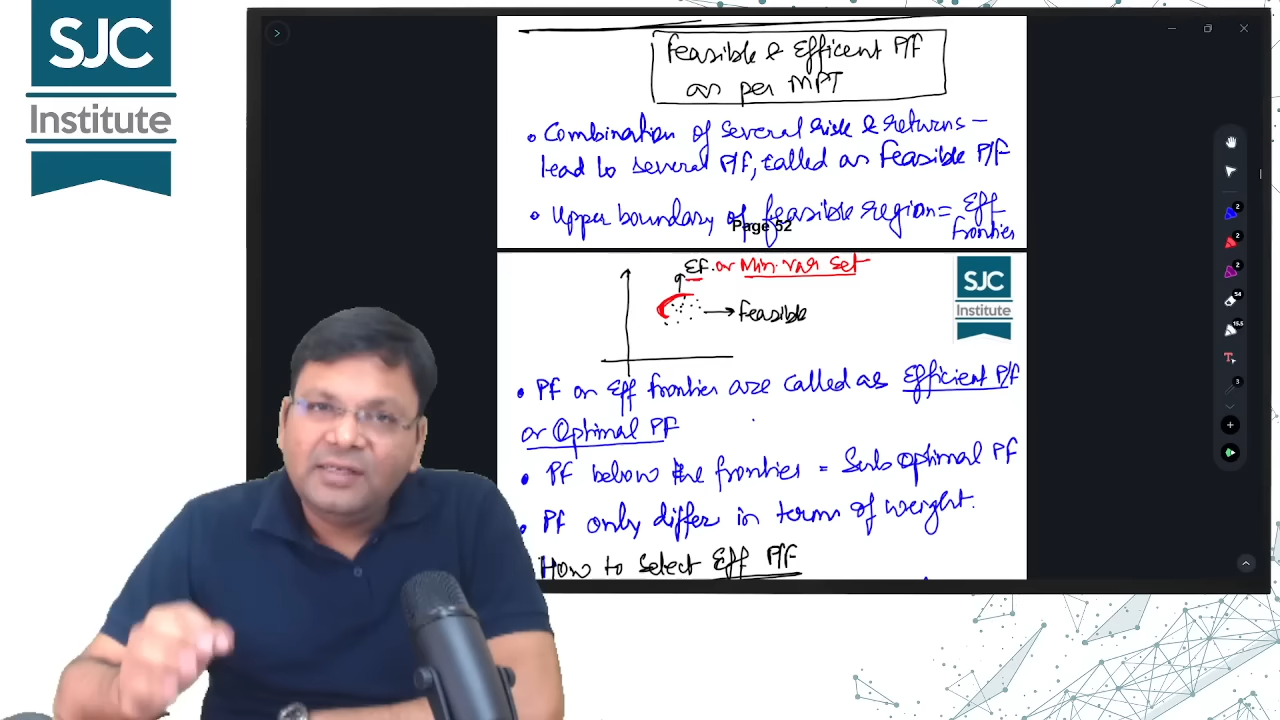 SJC
Institute
Feasible & Efficent P/F
as per MPT
• Combination of several risk & returns –
lead to several P/F, called as Feasible P/F
• Upper boundary of feasible region = Eff
frontier
Page 52
EF. or Min. var set
Feasible
SJC
Institute
• PF on Eff frontier are called as Efficient P/F
or Optimal PF
• PF below the frontier = Sub optimal PF
• PF only differ in terms of weight.
How to select Eff P/F